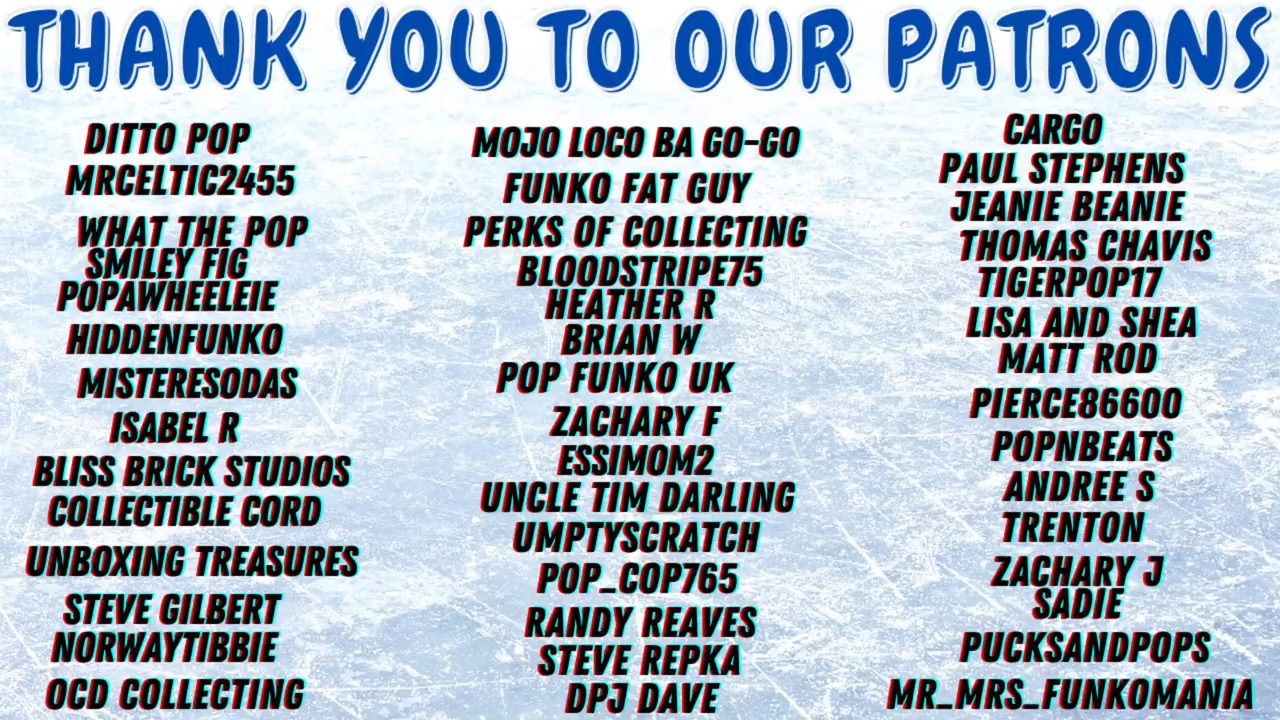 THANK YOU TO OUR PATRONS
DITTO POP
MRCELTIC2455
WHAT THE POP
SMILEY FIG
POPAWHEELEIE
HIDDENFUNKO
MISTERESODAS
ISABEL R
BLISS BRICK STUDIOS
COLLECTIBLE CORD
UNBOXING TREASURES
STEVE GILBERT
NORWAYTIBBIE
OCD COLLECTING
MOJO LOCO BA GO-GO
FUNKO FAT GUY
PERKS OF COLLECTING
BLOODSTRIPE75
HEATHER R
BRIAN W
POP FUNKO UK
ZACHARY F
ESSIMOM2
UNCLE TIM DARLING
UMPTYSCRATCH
POP_COP765
RANDY REAVES
STEVE REPKA
DPJ DAVE
CARGO
PAUL STEPHENS
JEANIE BEANIE
THOMAS CHAVIS
TIGERPOP17
LISA AND SHEA
MATT ROD
PIERCE86600
POPNBEATS
ANDREE S
TRENTON
ZACHARY J
SADIE
PUCKSANDPOPS
MR_MRS_FUNKOMANIA